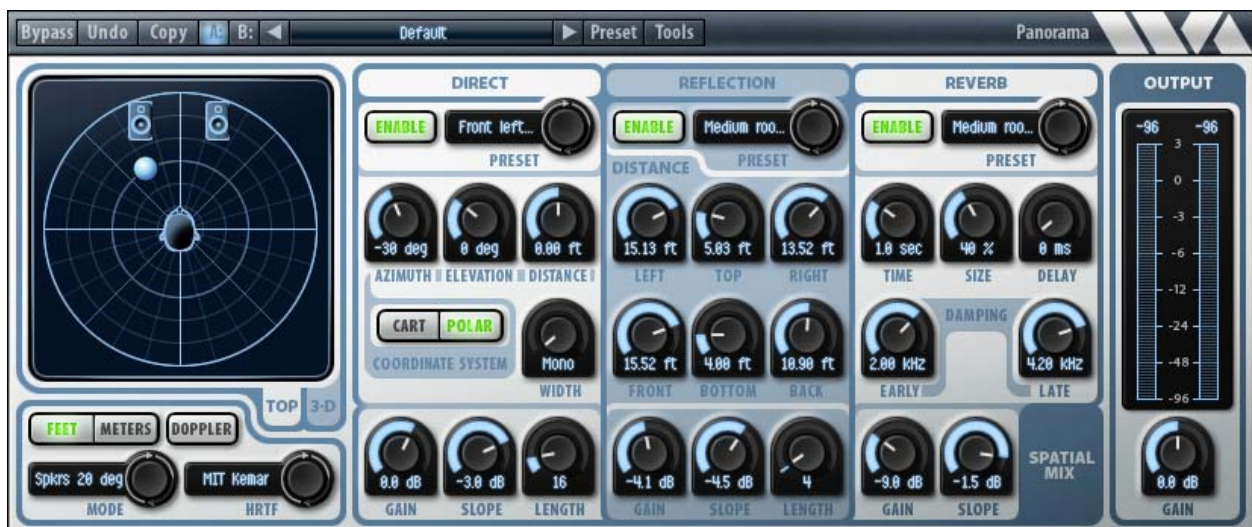 Bypass Undo Copy A: B: Default Preset Tools Panorama
DIRECT REFLECTION REVERB OUTPUT
ENABLE Front left... ENABLE Medium roo... ENABLE Medium roo...
PRESET PRESET PRESET
-96 -96
3
0
-3
-6
-12
-24
-48
-96
DISTANCE
-30 deg 0 deg 0.00 ft 15.13 ft 5.03 ft 13.52 ft 1.0 sec 40 % 0 ms
AZIMUTH ELEVATION DISTANCE LEFT TOP RIGHT TIME SIZE DELAY
CART POLAR
COORDINATE SYSTEM
Mono 15.52 ft 4.00 ft 10.90 ft 2.00 kHz DAMPING 4.20 kHz
WIDTH FRONT BOTTOM BACK EARLY LATE
TOP 3-D
FEET METERS DOPPLER
Spkrs 20 deg MIT Kemar
MODE HRTF
0.0 dB -3.0 dB 16 -4.1 dB -4.5 dB 4 -9.0 dB -1.5 dB
GAIN SLOPE LENGTH GAIN SLOPE LENGTH GAIN SLOPE
SPATIAL
MIX
0.0 dB
GAIN